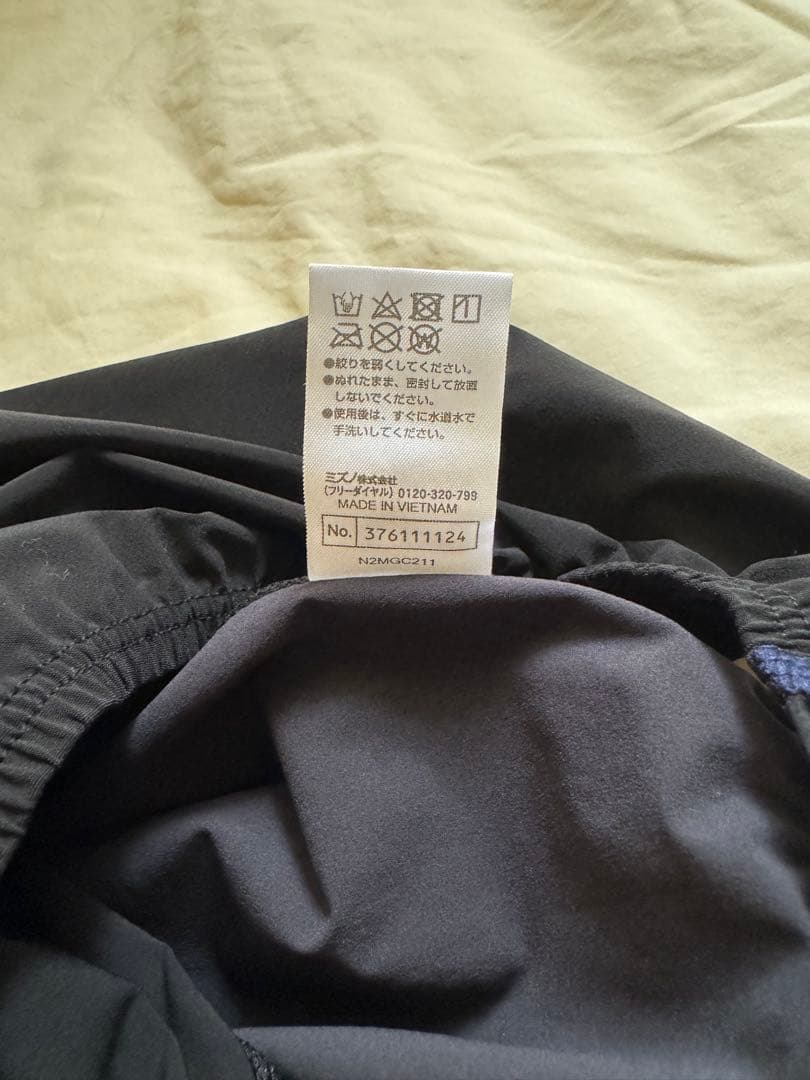 ●絞りを弱くしてください。
●ぬれたまま、密封して放置
しないでください。
●使用後は、すぐに水道水で
手洗いしてください。
ミズノ株式会社
(フリーダイヤル) 0120-320-799
MADE IN VIETNAM
No. 376111124
N2MGC211